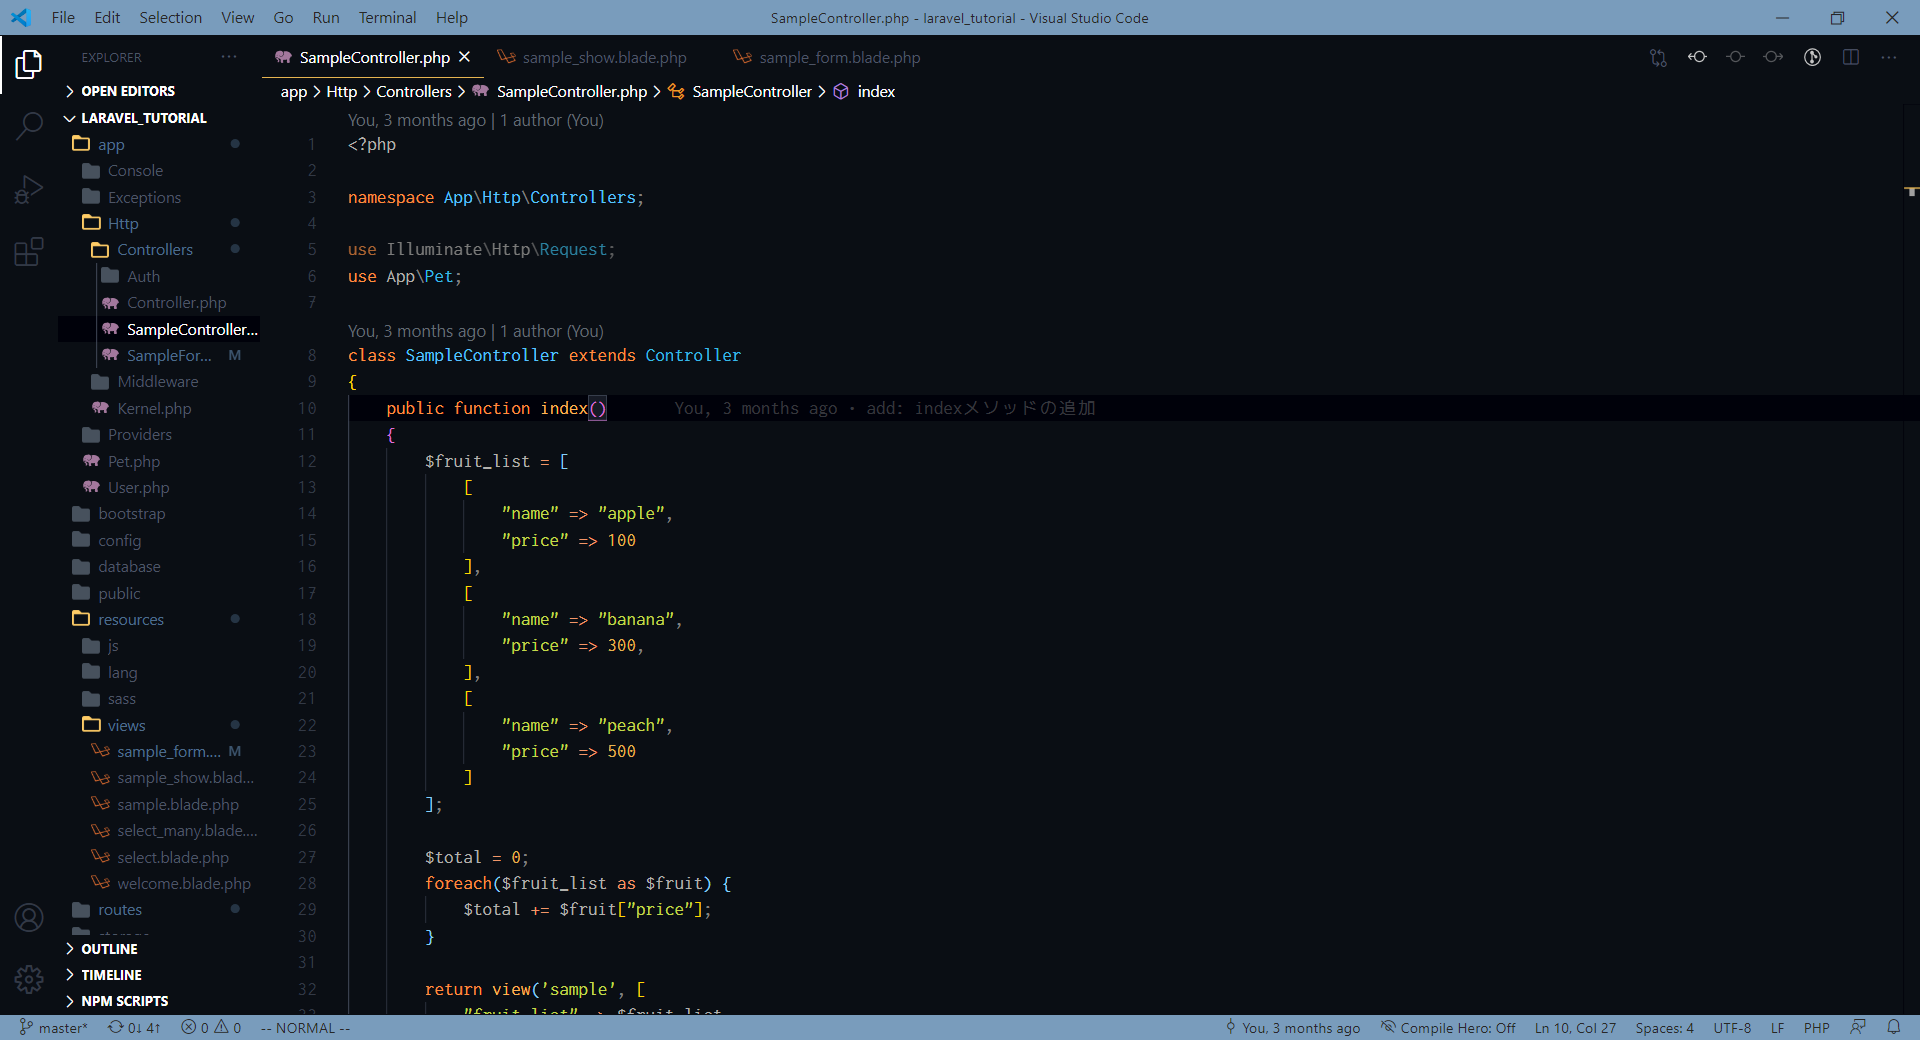 File Edit Selection View Go Run Terminal Help
SampleController.php - laravel_tutorial - Visual Studio Code
EXPLORER
OPEN EDITORS
LARAVEL_TUTORIAL
app
Console
Exceptions
Http
Controllers
Auth
Controller.php
SampleController...
SampleFor... M
Middleware
Kernel.php
Providers
Pet.php
User.php
bootstrap
config
database
public
resources
js
lang
sass
views
sample_form.... M
sample_show.blad...
sample.blade.php
select_many.blade....
select.blade.php
welcome.blade.php
routes
storage
OUTLINE
TIMELINE
NPM SCRIPTS
SampleController.php sample_show.blade.php sample_form.blade.php
app > Http > Controllers > SampleController.php > SampleController > index
You, 3 months ago | 1 author (You)
1 <?php
2
3 namespace App\Http\Controllers;
4
5 use Illuminate\Http\Request;
6 use App\Pet;
7
You, 3 months ago | 1 author (You)
8 class SampleController extends Controller
9 {
10 public function index() You, 3 months ago • add: indexメソッドの追加
11 {
12 $fruit_list = [
13 [
14 "name" => "apple",
15 "price" => 100
16 ],
17 [
18 "name" => "banana",
19 "price" => 300,
20 ],
21 [
22 "name" => "peach",
23 "price" => 500
24 ]
25 ];
26
27 $total = 0;
28 foreach($fruit_list as $fruit) {
29 $total += $fruit["price"];
30 }
31
32 return view('sample', [
33 "fruit_list" => $fruit_list,
master* 0↓ 4↑ 0 0 -- NORMAL --
You, 3 months ago Compile Hero: Off Ln 10, Col 27 Spaces: 4 UTF-8 LF PHP